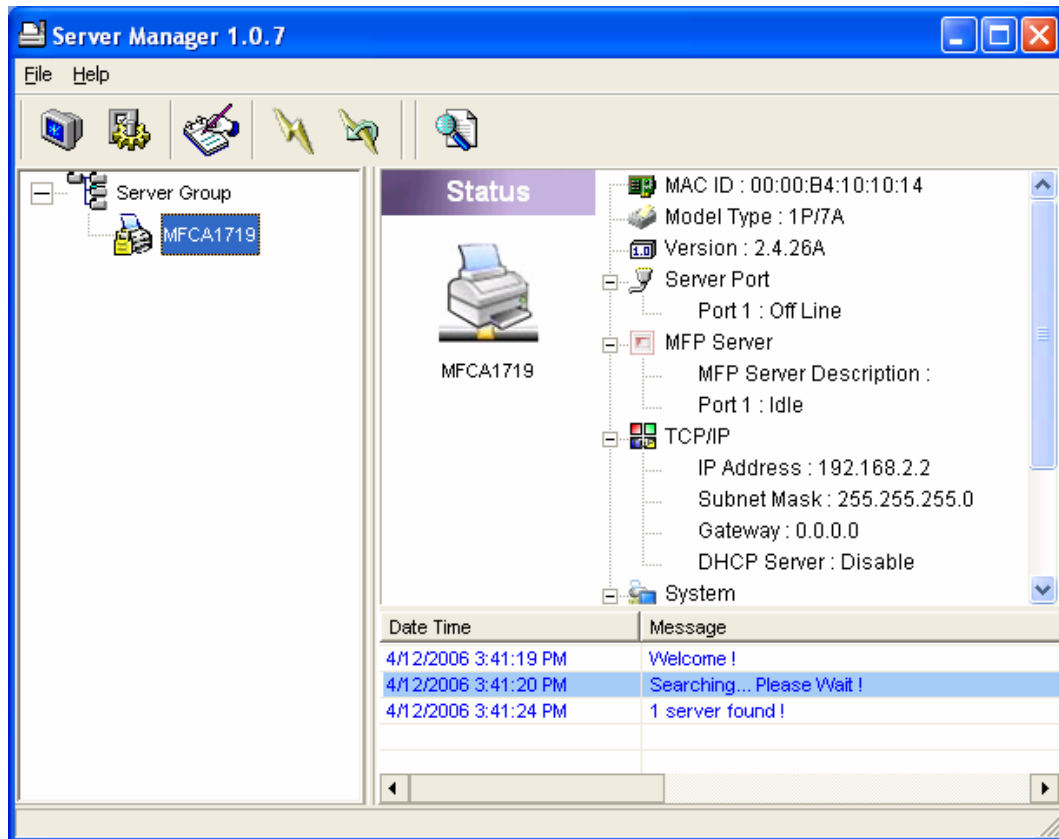 Server Manager 1.0.7
File Help
Server Group
MFCA1719
Status
MFCA1719
MAC ID : 00:00:B4:10:10:14
Model Type : 1P/7A
1.0 Version : 2.4.26A
Server Port
Port 1 : Off Line
MFP Server
MFP Server Description :
Port 1 : Idle
TCP/IP
IP Address : 192.168.2.2
Subnet Mask : 255.255.255.0
Gateway : 0.0.0.0
DHCP Server : Disable
System
Date Time Message
4/12/2006 3:41:19 PM Welcome !
4/12/2006 3:41:20 PM Searching... Please Wait !
4/12/2006 3:41:24 PM 1 server found !